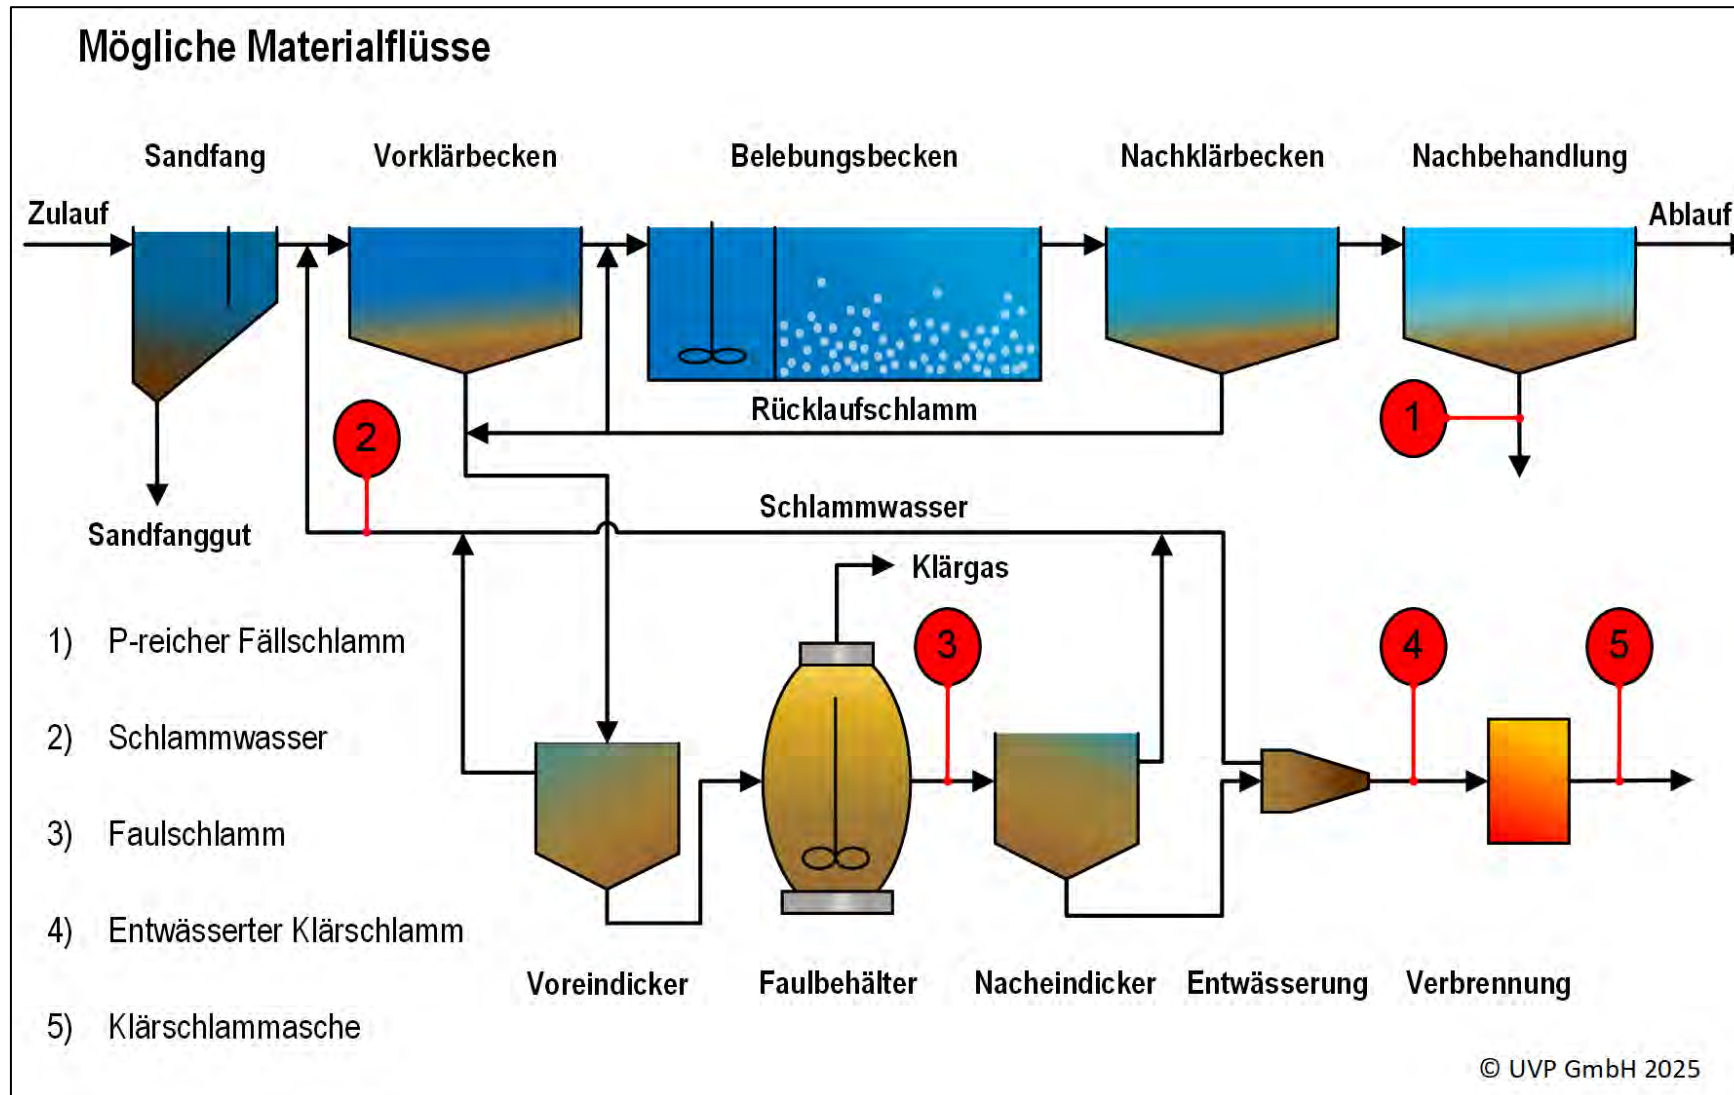 Mögliche Materialflüsse
Sandfang
Vorklärbecken
Belebungsbecken
Nachklärbecken
Nachbehandlung
Zulauf
Ablauf
Rücklaufschlamm
1
2
Schlammwasser
Sandfanggut
Klärgas
3
4
5
1) P-reicher Fällschlamm
2) Schlammwasser
3) Faulschlamm
4) Entwässerter Klärschlamm
5) Klärschlammasche
Voreindicker
Faulbehälter
Nacheindicker
Entwässerung
Verbrennung
© UVP GmbH 2025